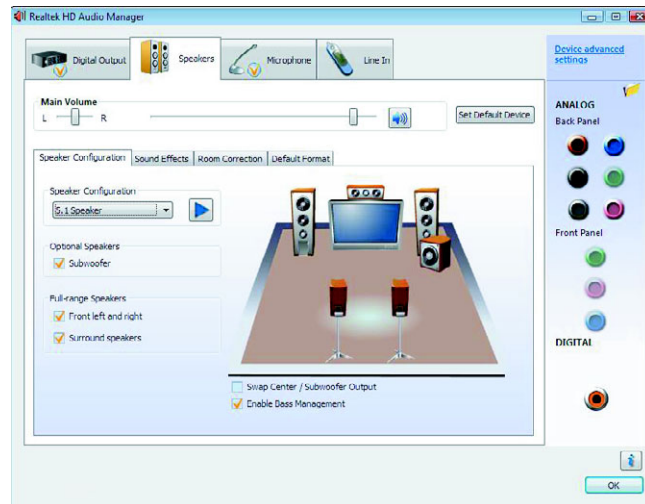 Realtek HD Audio Manager
Digital Output
Speakers
Microphone
Line In
Device advanced
settings
Main Volume
L
R
Set Default Device
ANALOG
Back Panel
Speaker Configuration
Sound Effects
Room Correction
Default Format
Speaker Configuration
5.1 Speaker
Optional Speakers
Subwoofer
Front Panel
Full-range Speakers
Front left and right
Surround speakers
DIGITAL
Swap Center / Subwoofer Output
Enable Bass Management
OK